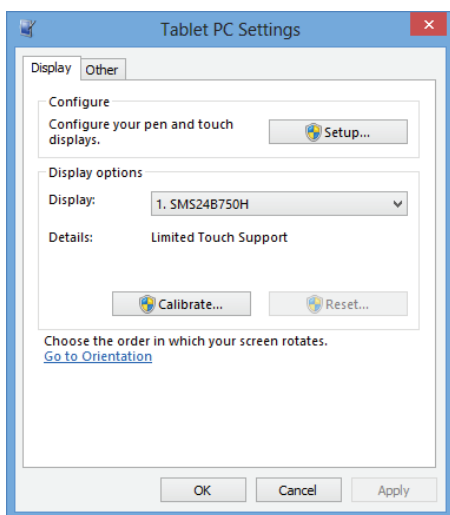 Tablet PC Settings
Display Other
Configure
Configure your pen and touch
displays.
Setup...
Display options
Display: 1. SMS24B750H
Details: Limited Touch Support
Calibrate... Reset...
Choose the order in which your screen rotates.
Go to Orientation
OK Cancel Apply